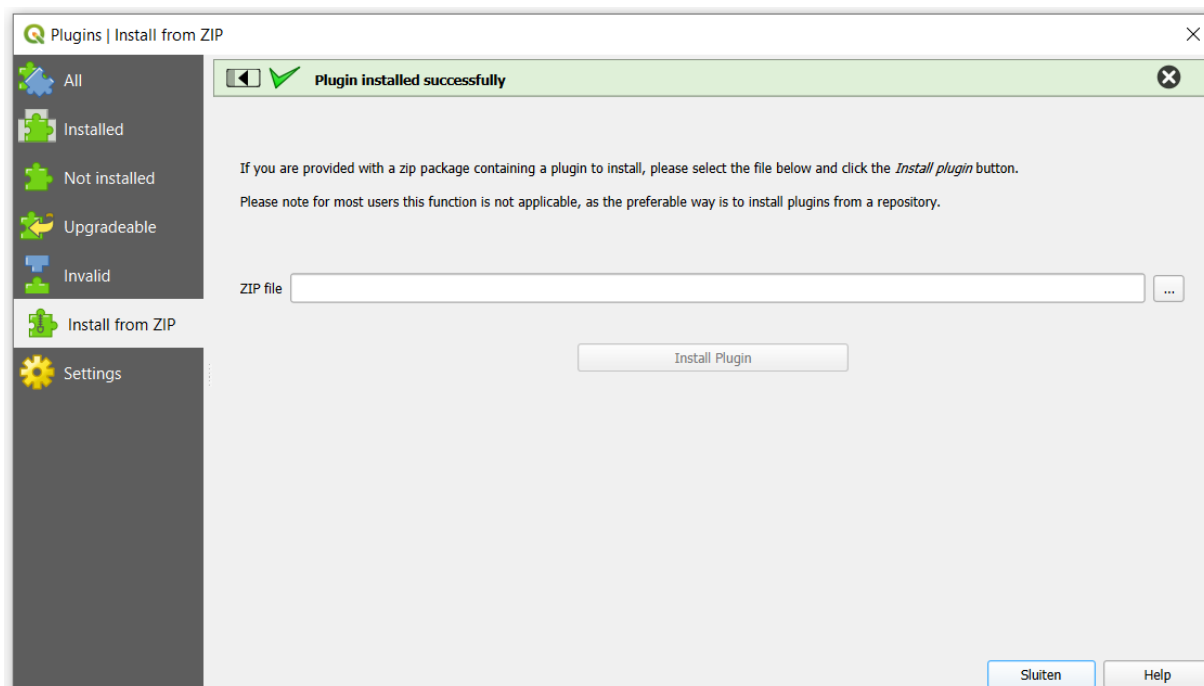 Plugins | Install from ZIP
All
Installed
Not installed
Upgradeable
Invalid
Install from ZIP
Settings
Plugin installed successfully
If you are provided with a zip package containing a plugin to install, please select the file below and click the Install plugin button.
Please note for most users this function is not applicable, as the preferable way is to install plugins from a repository.
ZIP file
...
Install Plugin
Sluiten
Help